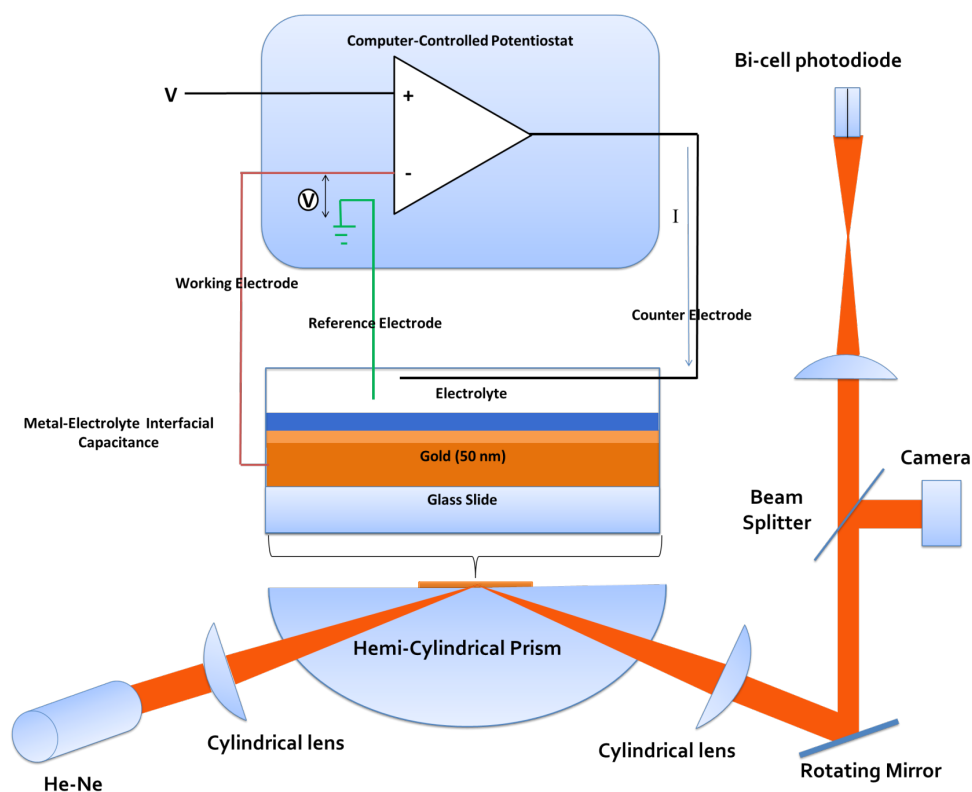 Computer-Controlled Potentiostat
Bi-cell photodiode
V
+
-
V
I
Working Electrode
Reference Electrode
Counter Electrode
Electrolyte
Metal-Electrolyte Interfacial
Capacitance
Gold (50 nm)
Glass Slide
Camera
Beam
Splitter
Hemi-Cylindrical Prism
Cylindrical lens
Cylindrical lens
Rotating Mirror
He-Ne